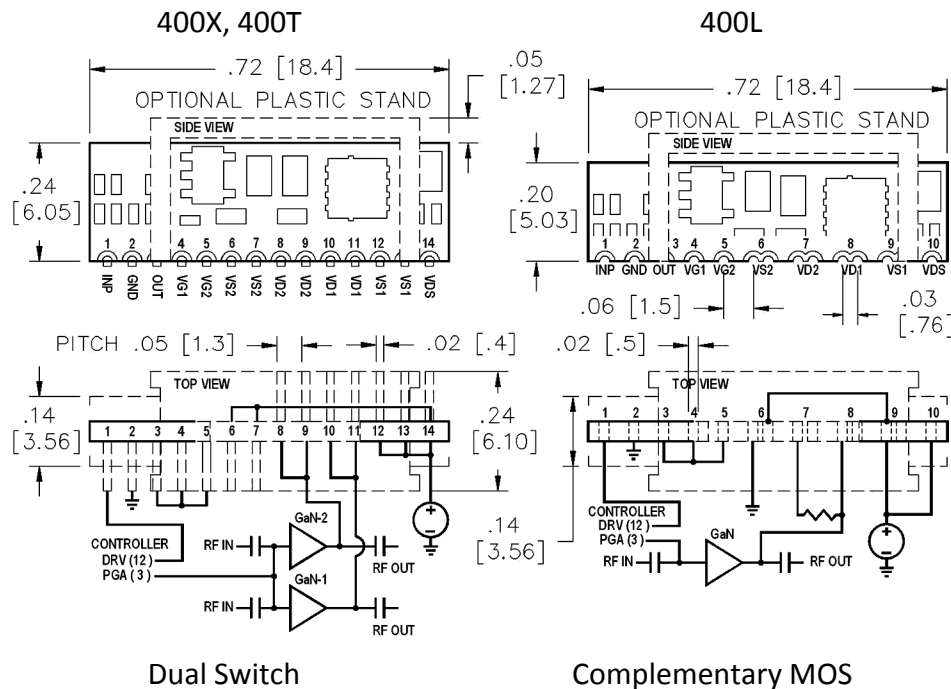 400X, 400T
400L
.72 [18.4]
.05
[1.27]
OPTIONAL PLASTIC STAND
SIDE VIEW
.24
[6.05]
1 2 4 5 6 7 8 9 10 11 12 14
INP GND OUT VG1 VG2 VS2 VS2 VD2 VD2 VD1 VD1 VS1 VS1 VDS
.72 [18.4]
OPTIONAL PLASTIC STAND
SIDE VIEW
.20
[5.03]
1 2 3 4 5 6 7 8 9 10
INP GND OUT VG1 VG2 VS2 VD2 VD1 VS1 VDS
.06 [1.5]
.03
[.76]
PITCH .05 [1.3]
.02 [.4]
TOP VIEW
.14
[3.56]
1 2 3 4 5 6 7 8 9 10 11 12 13 14
.24
[6.10]
CONTROLLER
DRV (12)
PGA ( 3 )
RF IN
GaN-2
RF OUT
RF IN
GaN-1
RF OUT
+
−
.02 [.5]
TOP VIEW
1 2 3 4 5 6 7 8 9 10
.14
[3.56]
CONTROLLER
DRV (12)
PGA ( 3 )
RF IN
GaN
RF OUT
+
−
Dual Switch
Complementary MOS